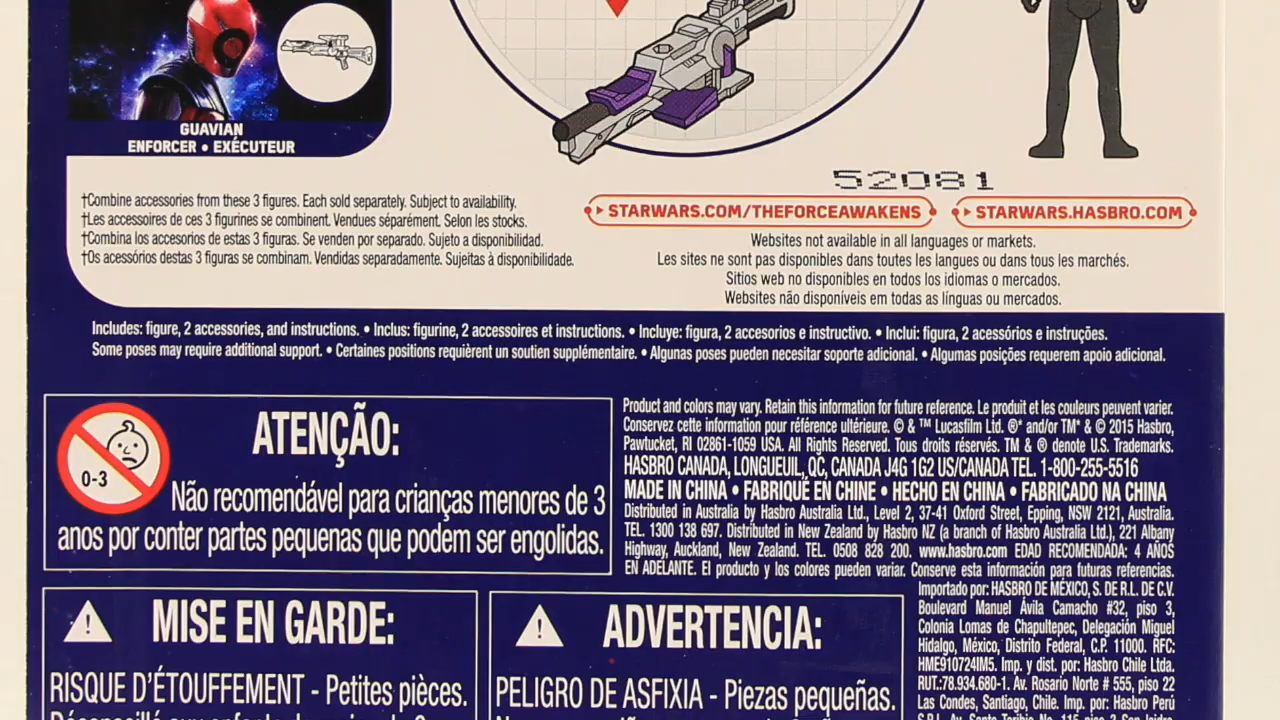 GUAVIAN
ENFORCER • EXÉCUTEUR
†Combine accessories from these 3 figures. Each sold separately. Subject to availability.
†Les accessoires de ces 3 figurines se combinent. Vendues séparément. Selon les stocks.
†Combina los accesorios de estas 3 figuras. Se venden por separado. Sujeto a disponibilidad.
†Os acessórios destas 3 figuras se combinam. Vendidas separadamente. Sujeitas à disponibilidade.
52081
STARWARS.COM/THEFORCEAWAKENS
STARWARS.HASBRO.COM
Websites not available in all languages or markets.
Les sites ne sont pas disponibles dans toutes les langues ou dans tous les marchés.
Sitios web no disponibles en todos los idiomas o mercados.
Websites não disponíveis em todas as línguas ou mercados.
Includes: figure, 2 accessories, and instructions. • Inclus: figurine, 2 accessoires et instructions. • Incluye: figura, 2 accesorios e instructivo. • Inclui: figura, 2 acessórios e instruções.
Some poses may require additional support. • Certaines positions requièrent un soutien supplémentaire. • Algunas poses pueden necesitar soporte adicional. • Algumas posições requerem apoio adicional.
0-3
ATENÇÃO:
Não recomendável para crianças menores de 3
anos por conter partes pequenas que podem ser engolidas.
Product and colors may vary. Retain this information for future reference. Le produit et les couleurs peuvent varier.
Conservez cette information pour référence ultérieure. © & ™ Lucasfilm Ltd. ®* and/or TM* & © 2015 Hasbro,
Pawtucket, RI 02861-1059 USA. All Rights Reserved. Tous droits réservés. TM & ® denote U.S. Trademarks.
HASBRO CANADA, LONGUEUIL, QC, CANADA J4G 1G2 US/CANADA TEL. 1-800-255-5516
MADE IN CHINA • FABRIQUÉ EN CHINE • HECHO EN CHINA • FABRICADO NA CHINA
Distributed in Australia by Hasbro Australia Ltd., Level 2, 37-41 Oxford Street, Epping, NSW 2121, Australia.
TEL. 1300 138 697. Distributed in New Zealand by Hasbro NZ (a branch of Hasbro Australia Ltd.), 221 Albany
Highway, Auckland, New Zealand. TEL. 0508 828 200. www.hasbro.com EDAD RECOMENDADA: 4 AÑOS
EN ADELANTE. El producto y los colores pueden variar. Conserve esta información para futuras referencias.
Importado por: HASBRO DE MÉXICO, S. DE R.L. DE C.V.
Boulevard Manuel Ávila Camacho #32, piso 3,
Colonia Lomas de Chapultepec, Delegación Miguel
Hidalgo, México, Distrito Federal, C.P. 11000. RFC:
HME910724IM5. Imp. y dist. por: Hasbro Chile Ltda.
RUT.:78.934.680-1. Av. Rosario Norte # 555, piso 22
Las Condes, Santiago, Chile. Imp. por: Hasbro Perú
MISE EN GARDE:
RISQUE D'ÉTOUFFEMENT - Petites pièces.
ADVERTENCIA:
PELIGRO DE ASFIXIA - Piezas pequeñas.